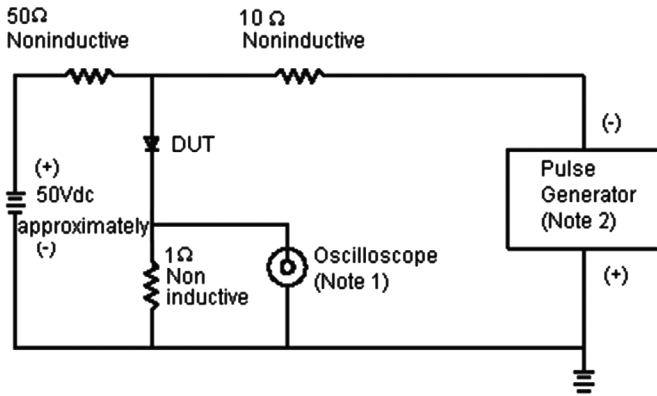 50Ω
Noninductive
10 Ω
Noninductive
DUT
(+)
50Vdc
approximately
(-)
1Ω
Non
inductive
Oscilloscope
(Note 1)
(-)
Pulse
Generator
(Note 2)
(+)